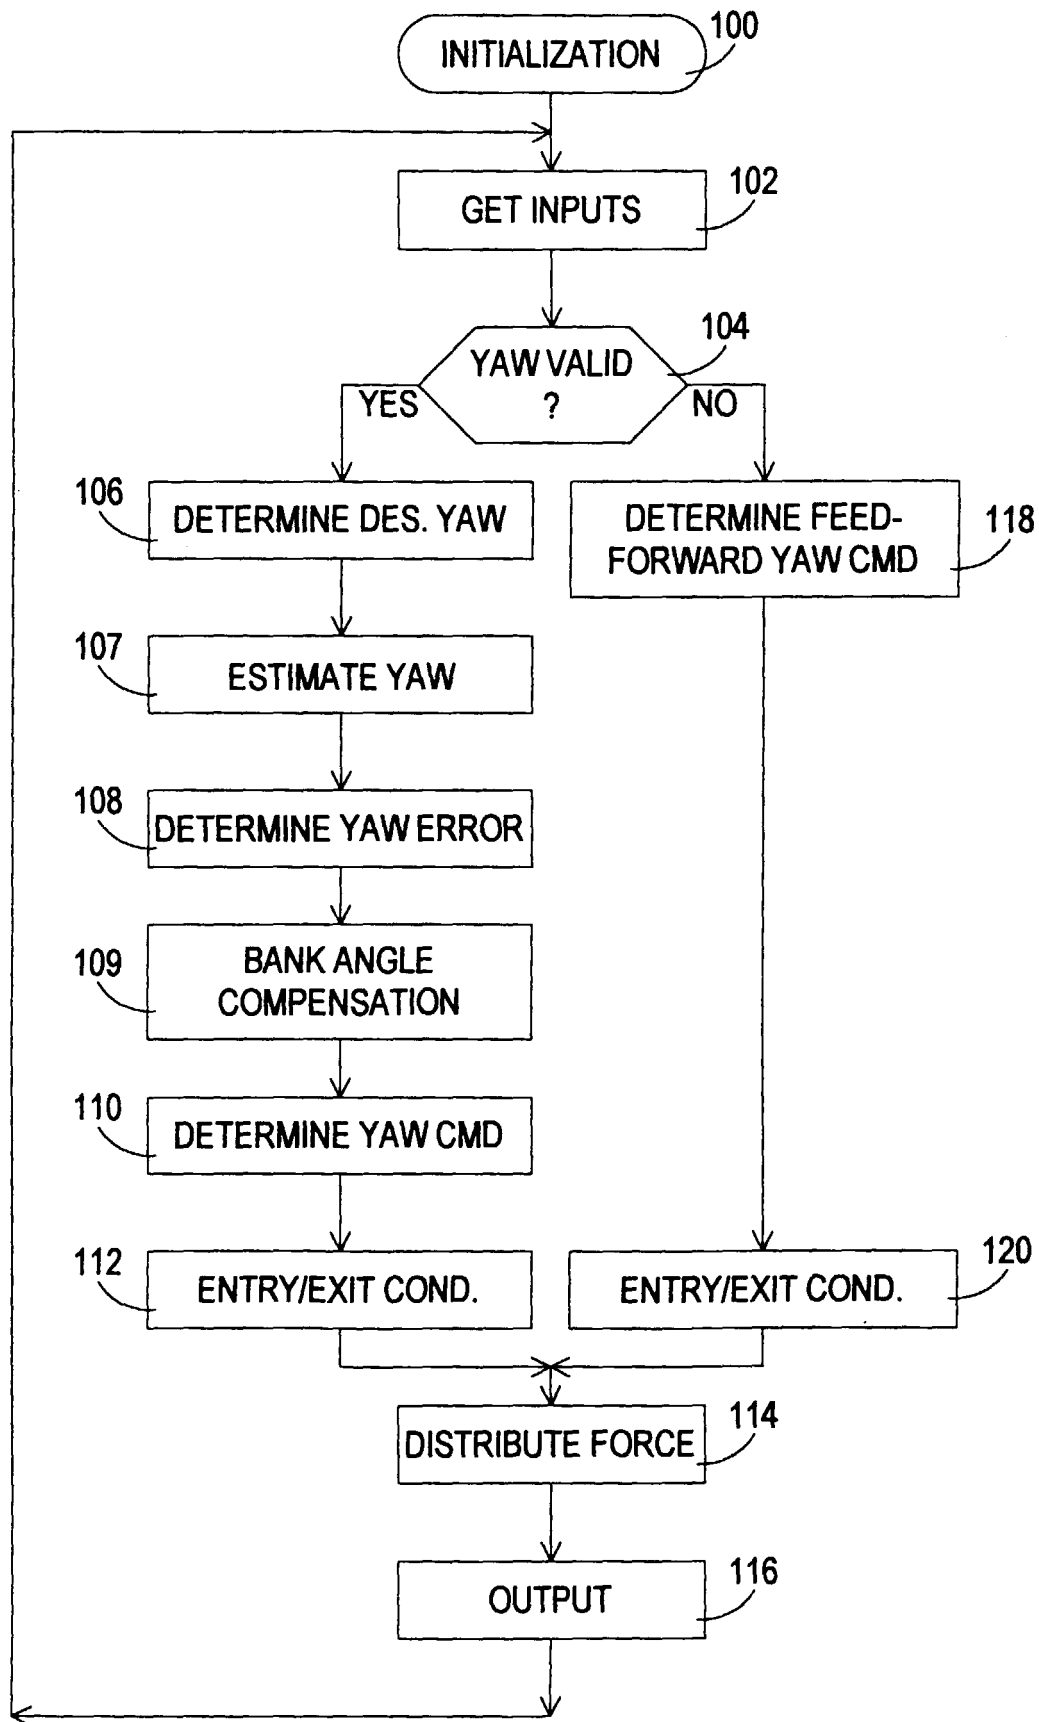 INITIALIZATION
100
GET INPUTS
102
YAW VALID
?
104
YES
NO
106
DETERMINE DES. YAW
DETERMINE FEED-
FORWARD YAW CMD
118
107
ESTIMATE YAW
108
DETERMINE YAW ERROR
109
BANK ANGLE
COMPENSATION
110
DETERMINE YAW CMD
112
ENTRY/EXIT COND.
ENTRY/EXIT COND.
120
DISTRIBUTE FORCE
114
OUTPUT
116